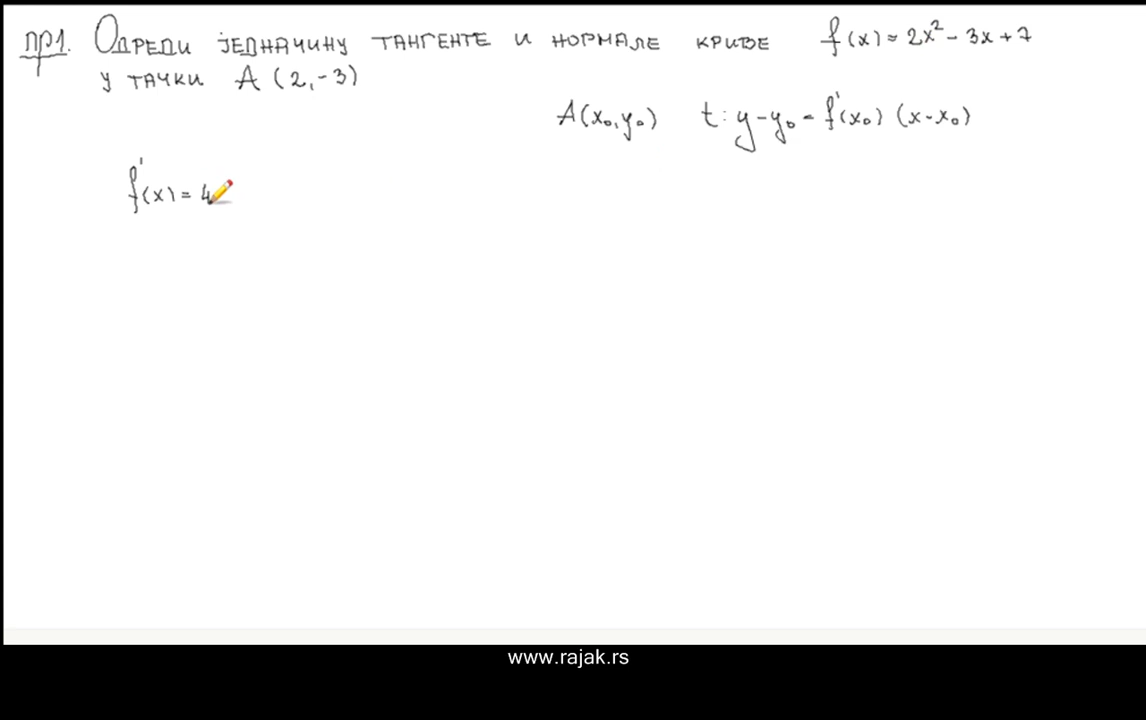 ПР1. ОДРЕДИ ЈЕДНАЧИНУ ТАНГЕНТЕ И НОРМАЛЕ КРИВЕ f(x) = 2x² - 3x + 7
У ТАЧКИ A(2,-3)
A(x₀,y₀) t: y-y₀ = f'(x₀) (x-x₀)
f'(x) = 4
www.rajak.rs